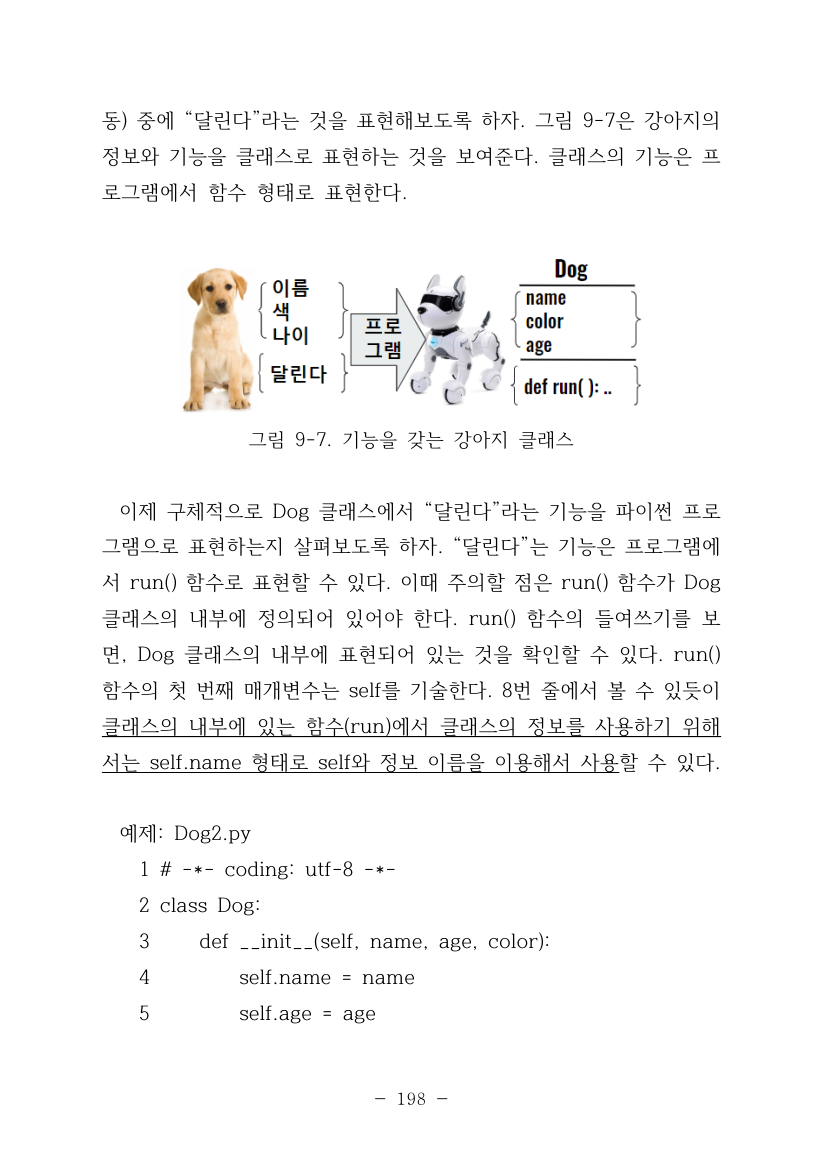 동) 중에 “달린다”라는 것을 표현해보도록 하자. 그림 9-7은 강아지의
정보와 기능을 클래스로 표현하는 것을 보여준다. 클래스의 기능은 프
로그램에서 함수 형태로 표현한다.
이름
색
나이
달린다
프로
그램
Dog
name
color
age
def run( ): ..
그림 9-7. 기능을 갖는 강아지 클래스
이제 구체적으로 Dog 클래스에서 “달린다”라는 기능을 파이썬 프로
그램으로 표현하는지 살펴보도록 하자. “달린다”는 기능은 프로그램에
서 run() 함수로 표현할 수 있다. 이때 주의할 점은 run() 함수가 Dog
클래스의 내부에 정의되어 있어야 한다. run() 함수의 들여쓰기를 보
면, Dog 클래스의 내부에 표현되어 있는 것을 확인할 수 있다. run()
함수의 첫 번째 매개변수는 self를 기술한다. 8번 줄에서 볼 수 있듯이
클래스의 내부에 있는 함수(run)에서 클래스의 정보를 사용하기 위해
서는 self.name 형태로 self와 정보 이름을 이용해서 사용할 수 있다.
예제: Dog2.py
1 # -*- coding: utf-8 -*-
2 class Dog:
3     def __init__(self, name, age, color):
4         self.name = name
5         self.age = age
- 198 -